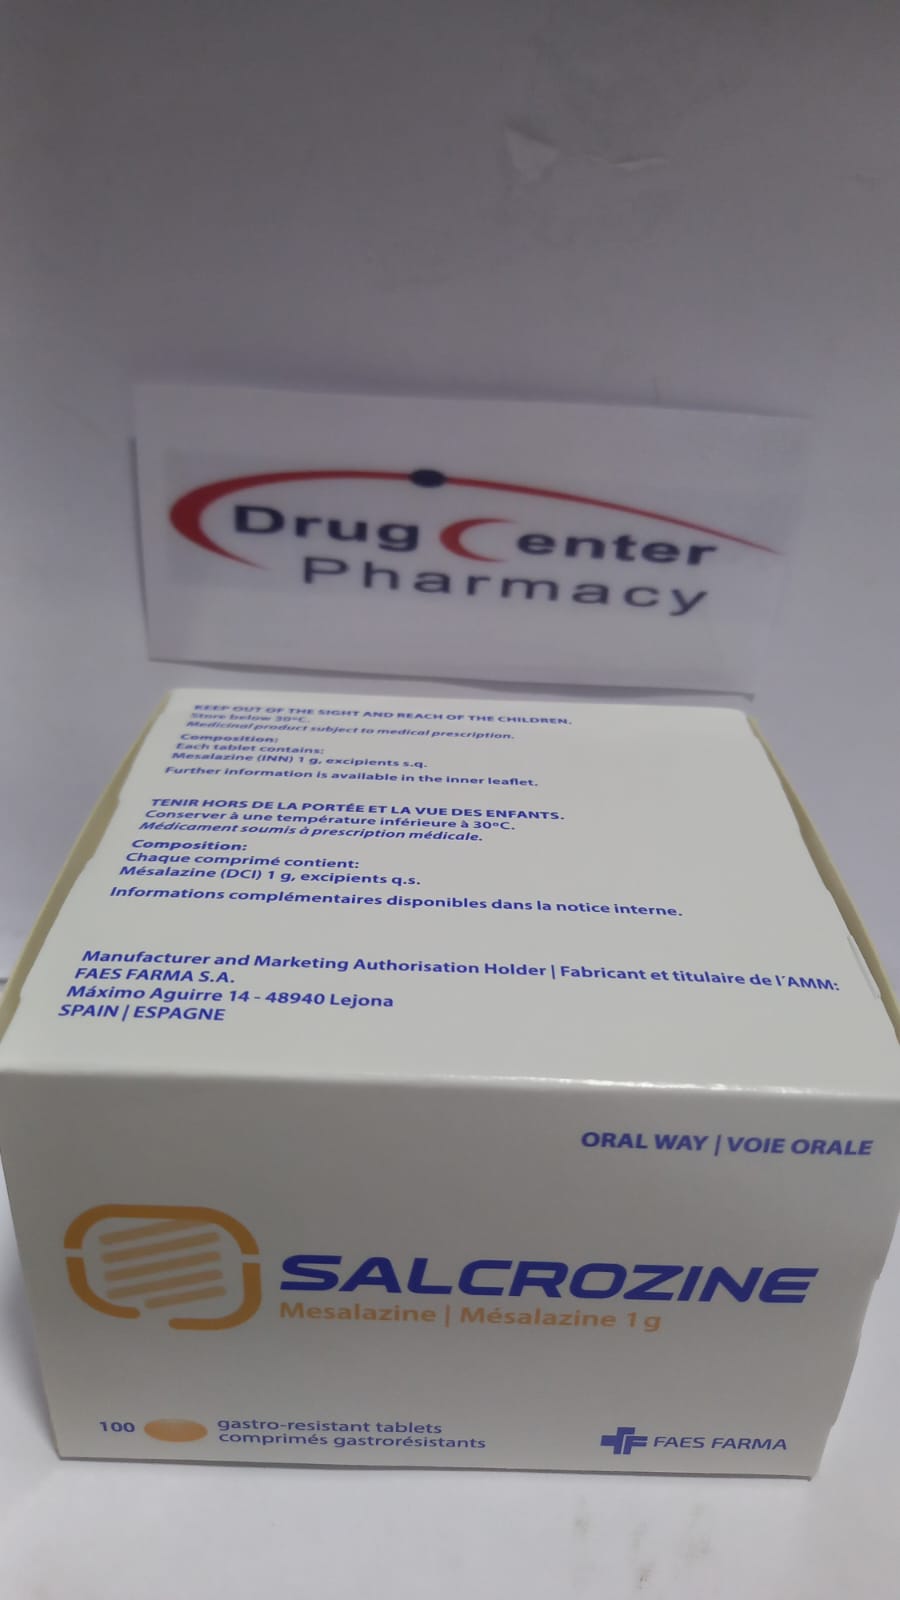 Drug Center
Pharmacy
KEEP OUT OF THE SIGHT AND REACH OF THE CHILDREN.
Store below 30ºC.
Medicinal product subject to medical prescription.
Composition:
Each tablet contains:
Mesalazine (INN) 1 g, excipients s.q.
Further information is available in the inner leaflet.
TENIR HORS DE LA PORTÉE ET LA VUE DES ENFANTS.
Conserver à une température inférieure à 30ºC.
Médicament soumis à prescription médicale.
Composition:
Chaque comprimé contient:
Mésalazine (DCI) 1 g, excipients q.s.
Informations complémentaires disponibles dans la notice interne.
Manufacturer and Marketing Authorisation Holder | Fabricant et titulaire de l´AMM:
FAES FARMA S.A.
Máximo Aguirre 14 - 48940 Lejona
SPAIN | ESPAGNE
ORAL WAY | VOIE ORALE
SALCROZINE
Mesalazine | Mésalazine 1 g
100 gastro-resistant tablets
comprimés gastrorésistants
FAES FARMA